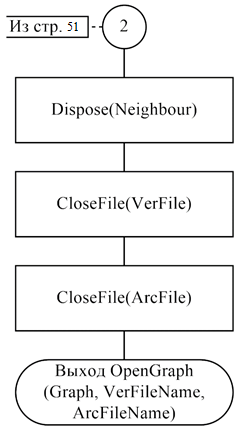 Из стр. 51
2
Dispose(Neighbour)
CloseFile(VerFile)
CloseFile(ArcFile)
Выход OpenGraph
(Graph, VerFileName,
ArcFileName)